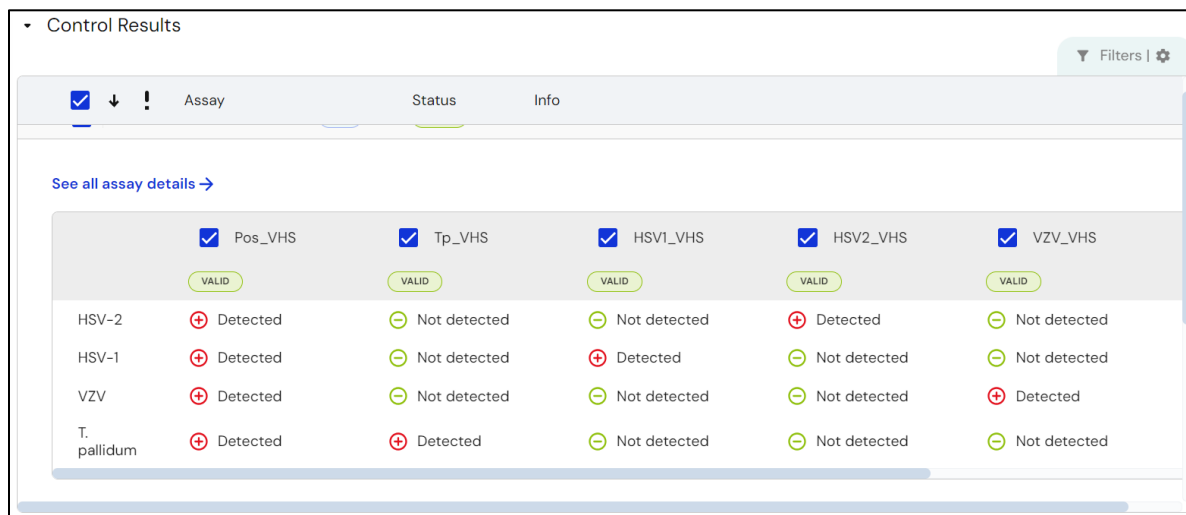 Control Results
Filters |
Assay Status Info
See all assay details →
Pos_VHS Tp_VHS HSV1_VHS HSV2_VHS VZV_VHS
VALID VALID VALID VALID VALID
HSV-2 Detected Not detected Not detected Detected Not detected
HSV-1 Detected Not detected Detected Not detected Not detected
VZV Detected Not detected Not detected Not detected Detected
T.
pallidum Detected Detected Not detected Not detected Not detected